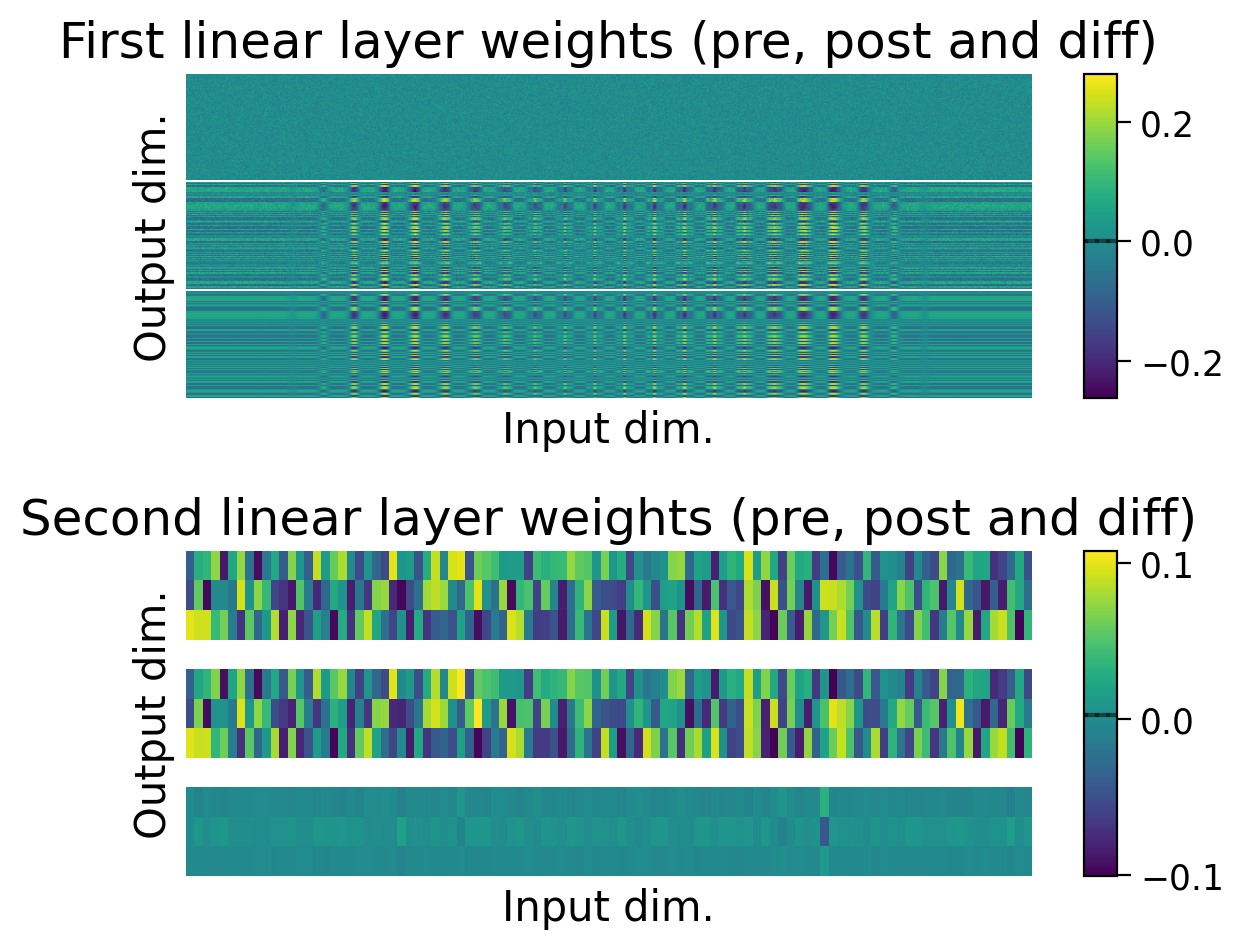 First linear layer weights (pre, post and diff)
Output dim.
0.2
0.0
−0.2
Input dim.
Second linear layer weights (pre, post and diff)
Output dim.
0.1
0.0
−0.1
Input dim.